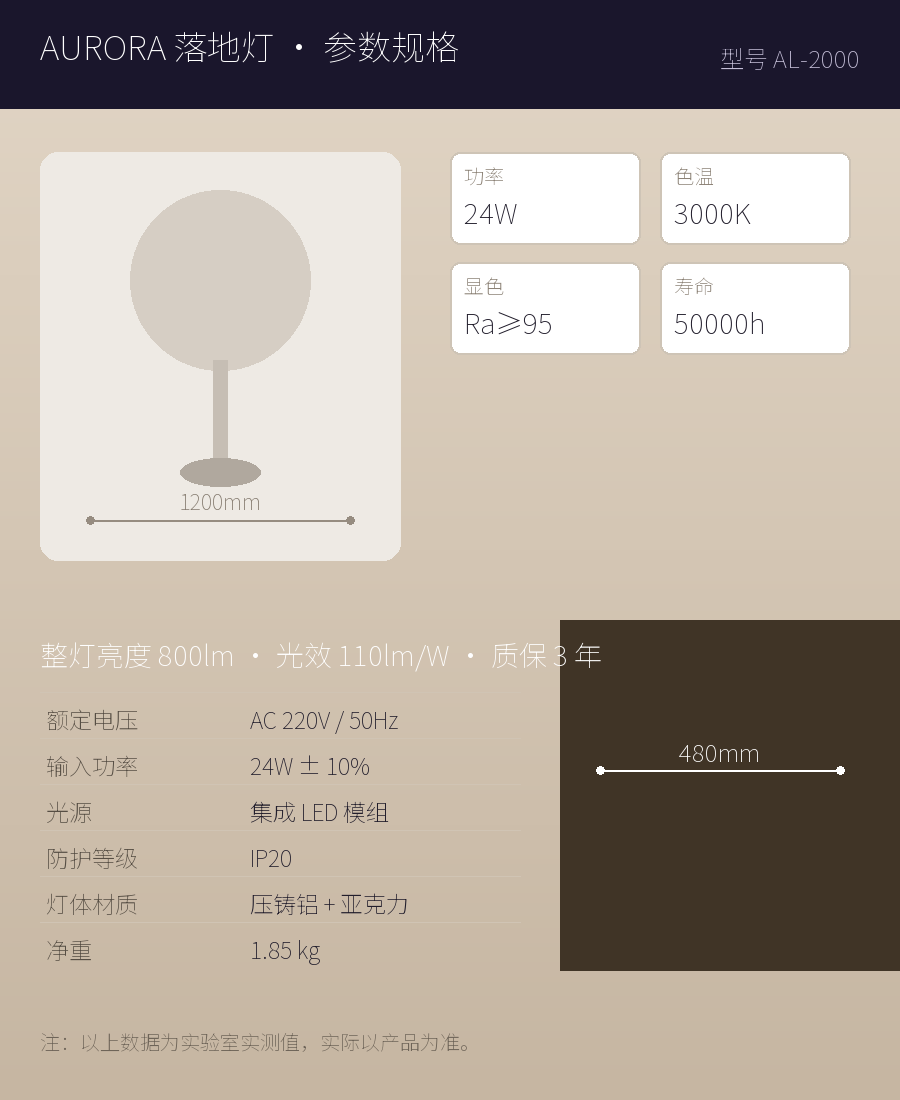 AURORA 落地灯 · 参数规格
型号 AL-2000
功率
24W
色温
3000K
显色
Ra≥95
寿命
50000h
1200mm
整灯亮度 800lm · 光效 110lm/W · 质保 3 年
额定电压 AC 220V / 50Hz
输入功率 24W ± 10%
光源 集成 LED 模组
防护等级 IP20
灯体材质 压铸铝 + 亚克力
净重 1.85 kg
480mm
注：以上数据为实验室实测值，实际以产品为准。